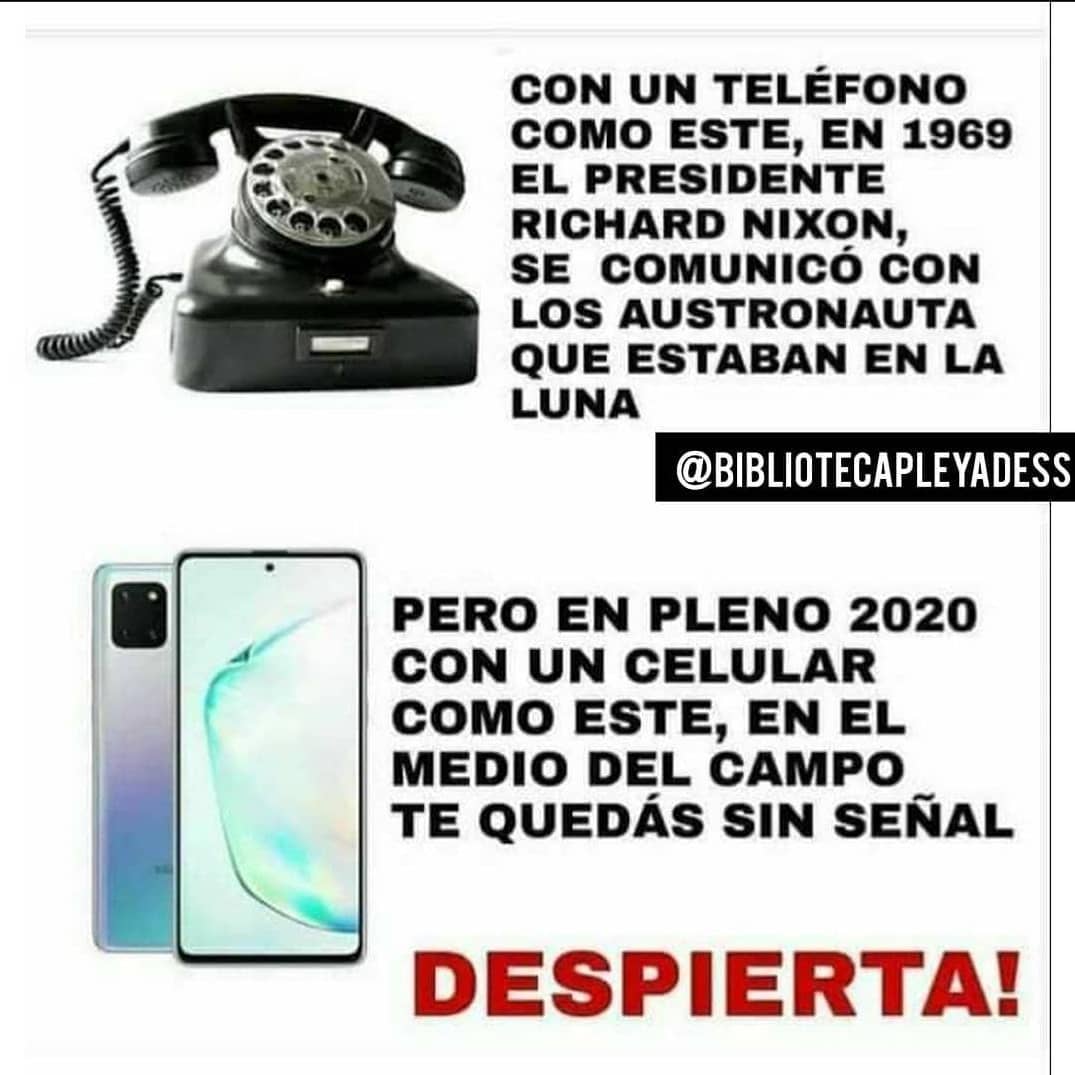 CON UN TELÉFONO
COMO ESTE, EN 1969
EL PRESIDENTE
RICHARD NIXON,
SE COMUNICÓ CON
LOS AUSTRONAUTA
QUE ESTABAN EN LA
LUNA
@BIBLIOTECAPLEYADESS
PERO EN PLENO 2020
CON UN CELULAR
COMO ESTE, EN EL
MEDIO DEL CAMPO
TE QUEDÁS SIN SEÑAL
DESPIERTA!